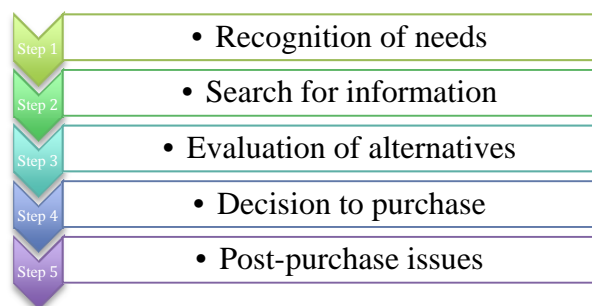 Step 1
• Recognition of needs
Step 2
• Search for information
Step 3
• Evaluation of alternatives
Step 4
• Decision to purchase
Step 5
• Post-purchase issues